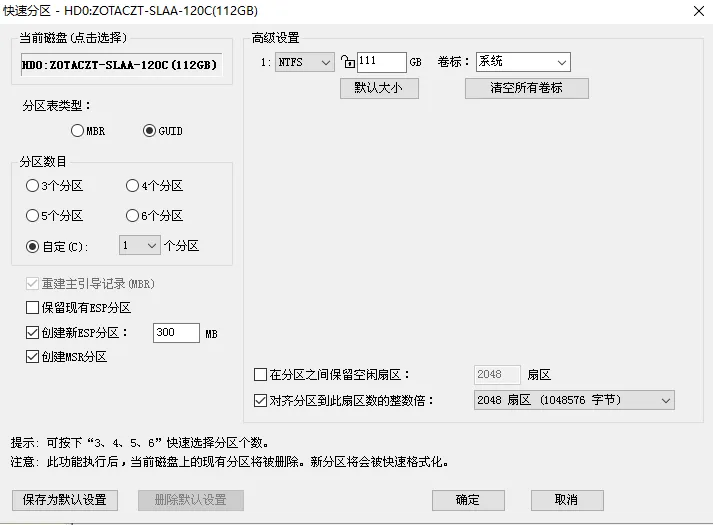 快速分区 - HD0:ZOTACZT-SLAA-120C(112GB)
当前磁盘(点击选择)
HD0:ZOTACZT-SLAA-120C(112GB)
分区表类型：
MBR
GUID
分区数目
3个分区
4个分区
5个分区
6个分区
自定(C):
1
个分区
重建主引导记录(MBR)
保留现有ESP分区
创建新ESP分区：
300
MB
创建MSR分区
高级设置
1:
NTFS
111
GB
卷标：
系统
默认大小
清空所有卷标
在分区之间保留空闲扇区：
2048
扇区
对齐分区到此扇区数的整数倍：
2048 扇区 (1048576 字节)
提示: 可按下“3、4、5、6”快速选择分区个数。
注意: 此功能执行后,当前磁盘上的现有分区将被删除。新分区将会被快速格式化。
保存为默认设置
删除默认设置
确定
取消